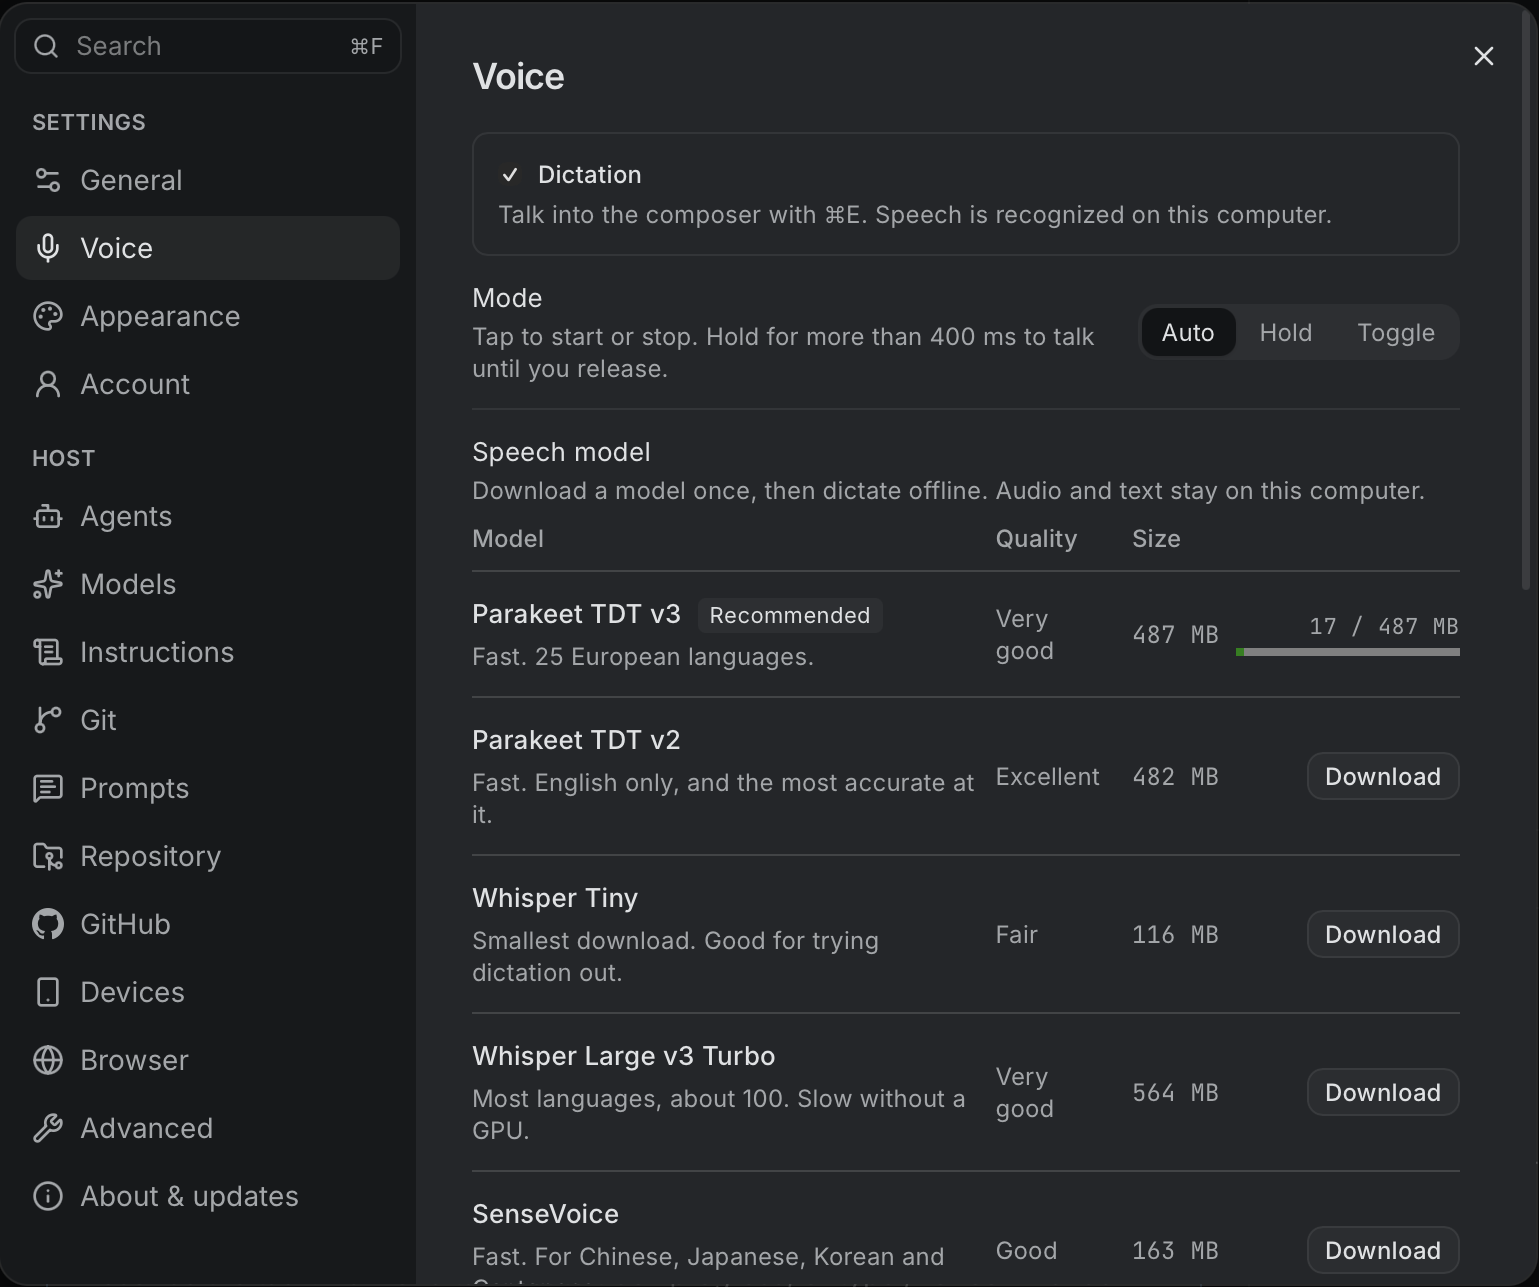 Search ⌘F
SETTINGS
General
Voice
Appearance
Account
HOST
Agents
Models
Instructions
Git
Prompts
Repository
GitHub
Devices
Browser
Advanced
About & updates
Voice
Dictation
Talk into the composer with ⌘E. Speech is recognized on this computer.
Mode
Tap to start or stop. Hold for more than 400 ms to talk
until you release.
Auto Hold Toggle
Speech model
Download a model once, then dictate offline. Audio and text stay on this computer.
Model Quality Size
Parakeet TDT v3 Recommended
Fast. 25 European languages.
Very
good
487 MB
17 / 487 MB
Parakeet TDT v2
Fast. English only, and the most accurate at
it.
Excellent
482 MB
Download
Whisper Tiny
Smallest download. Good for trying
dictation out.
Fair
116 MB
Download
Whisper Large v3 Turbo
Most languages, about 100. Slow without a
GPU.
Very
good
564 MB
Download
SenseVoice
Fast. For Chinese, Japanese, Korean and
Good
163 MB
Download